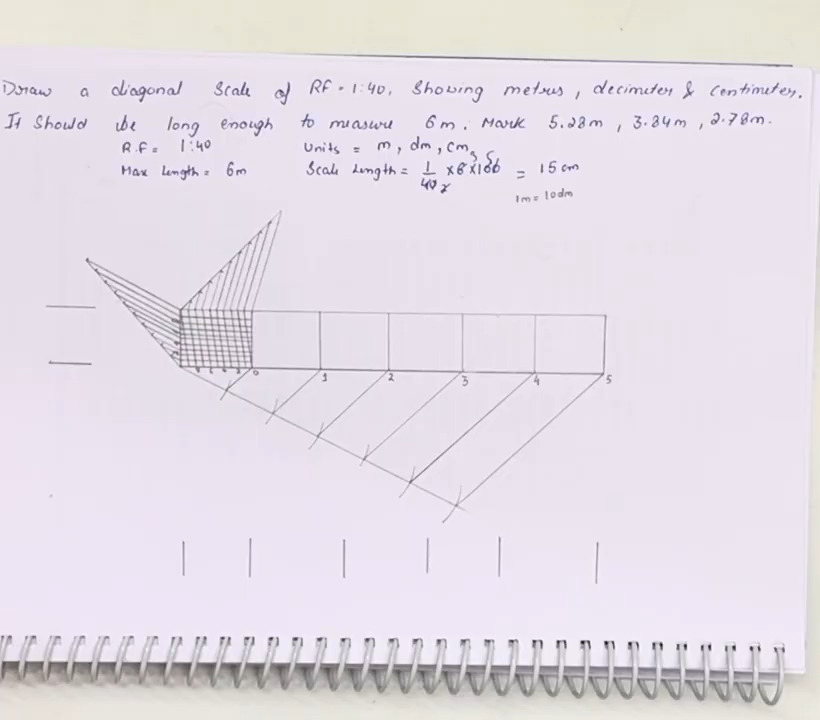 Draw a diagonal Scale of RF = 1:40, Showing metres, decimeter & Centimeter.
It Should be long enough to measure 6m. Mark 5.28m, 3.84m, 2.78m.
R.F = 1:40 Units = m, dm, cm
Max Length = 6m Scale Length = 1/40 x 6 x 100 = 15 cm
1m = 10dm
0 1 2 3 4 5